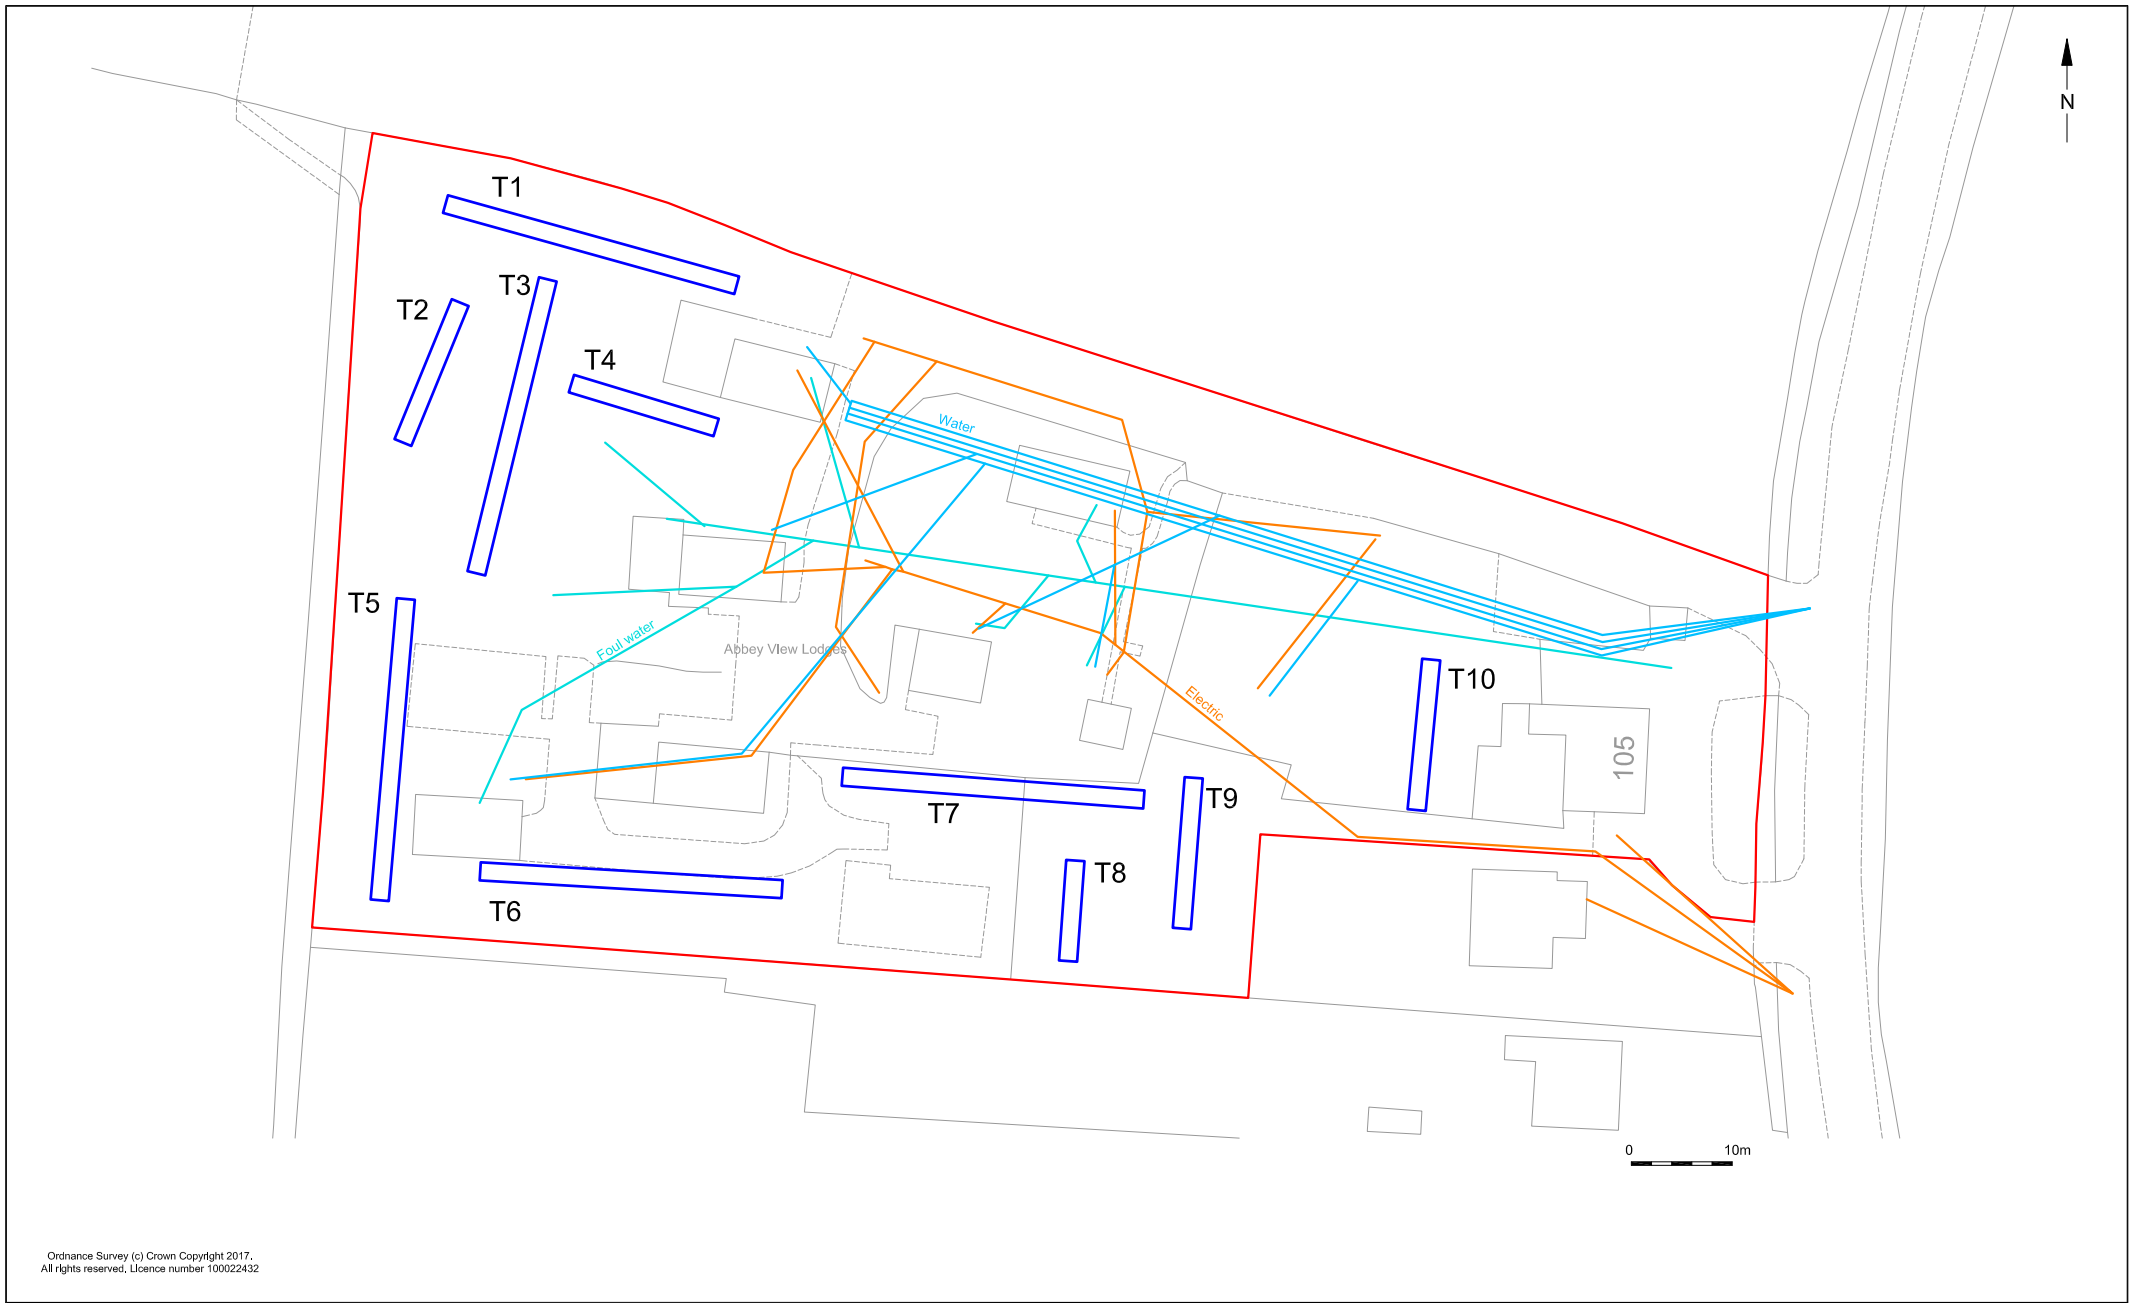 N
T1
T3
T2
T4
Water
T5
Foul water
Abbey View Lodges
T10
Electric
105
T9
T7
T8
T6
0 10m
Ordnance Survey (c) Crown Copyright 2017.
All rights reserved. Licence number 100022432